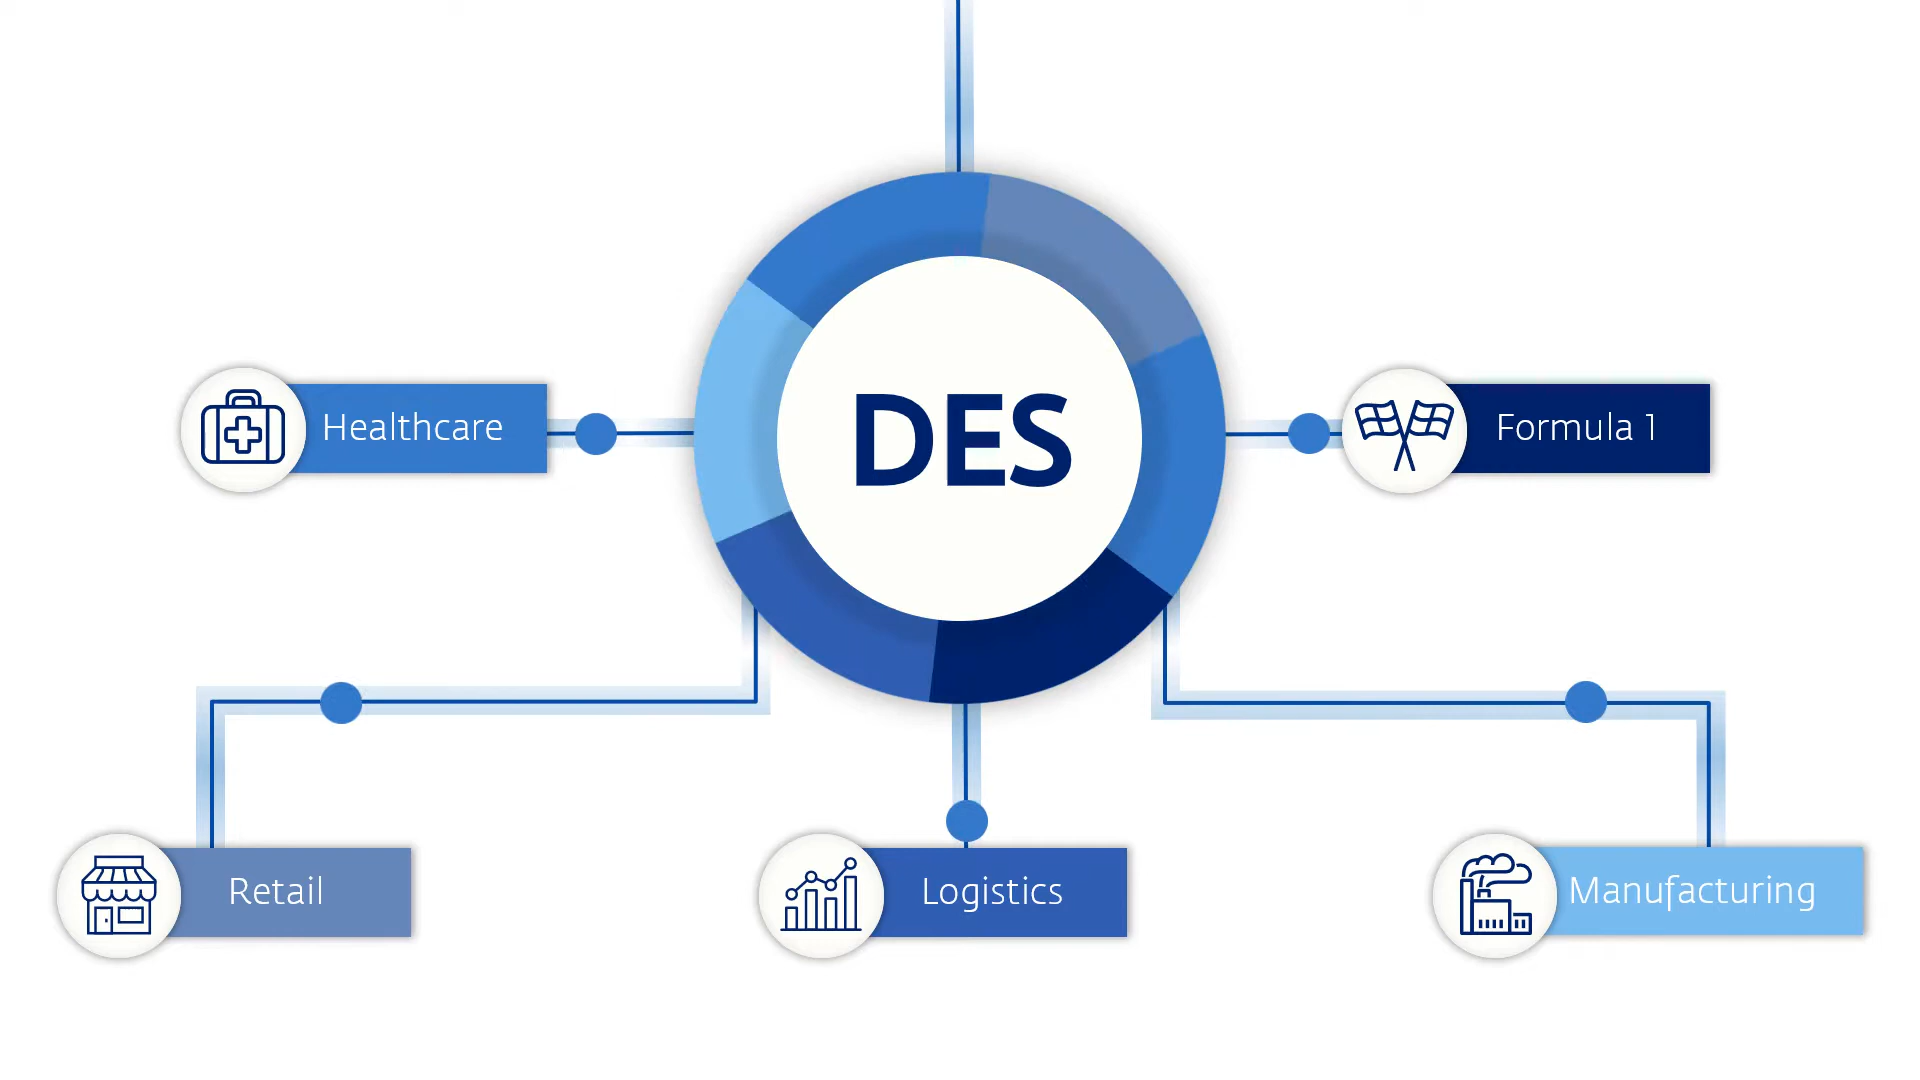 DES
Healthcare
Formula 1
Retail
Logistics
Manufacturing